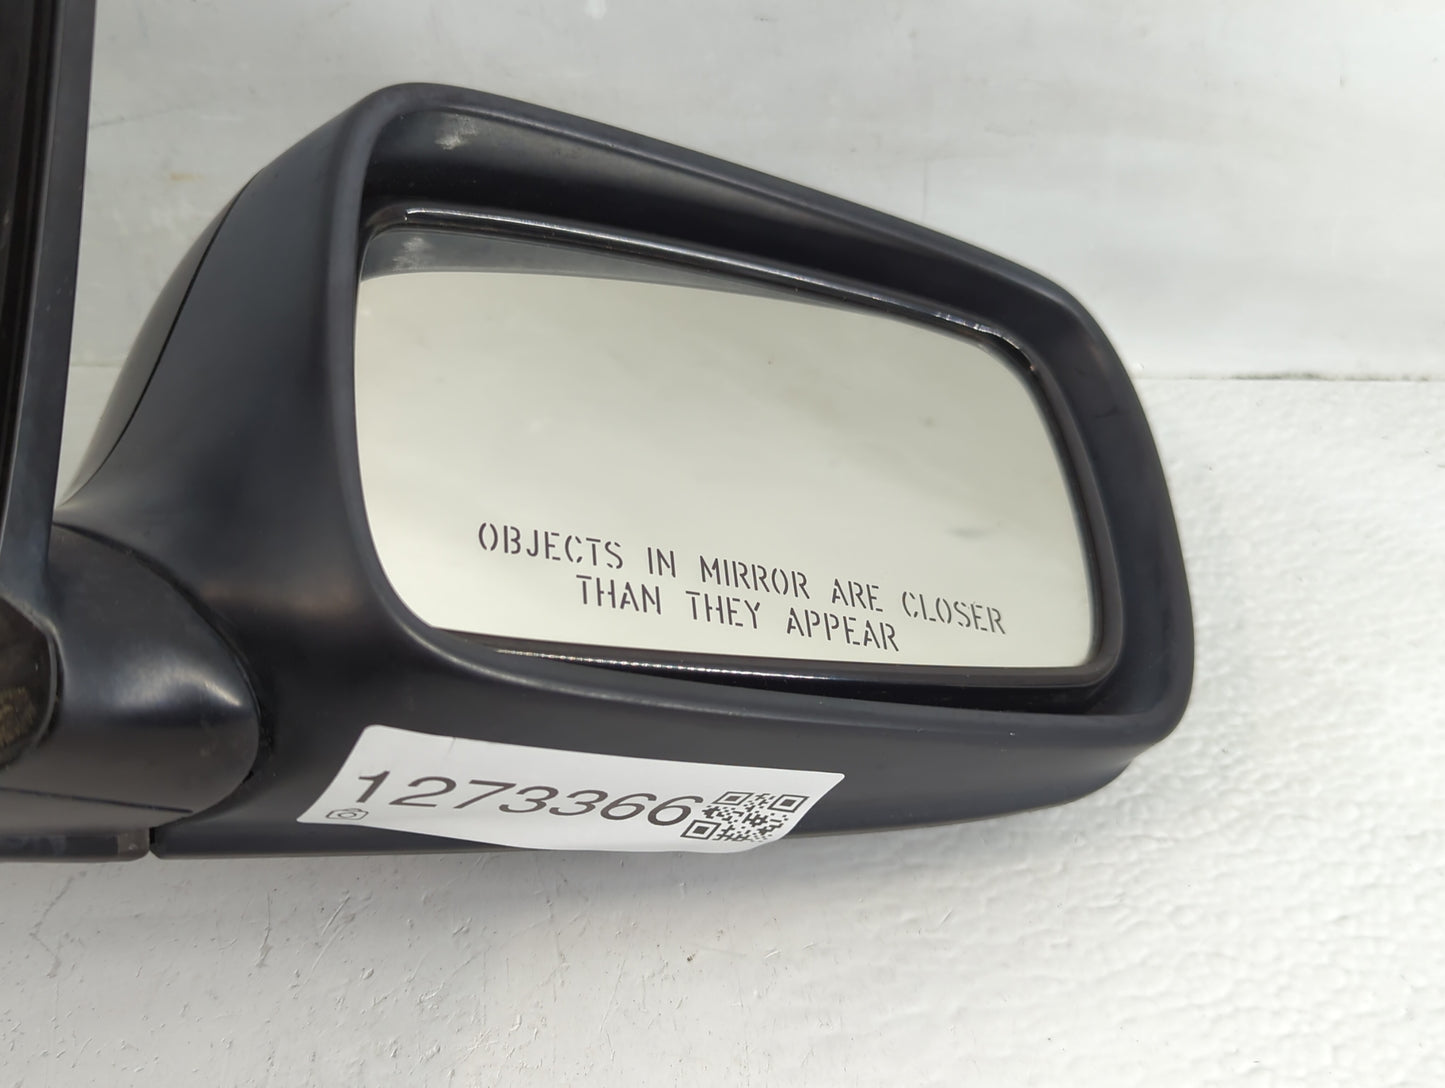 OBJECTS IN MIRROR ARE CLOSER
THAN THEY APPEAR
1273366